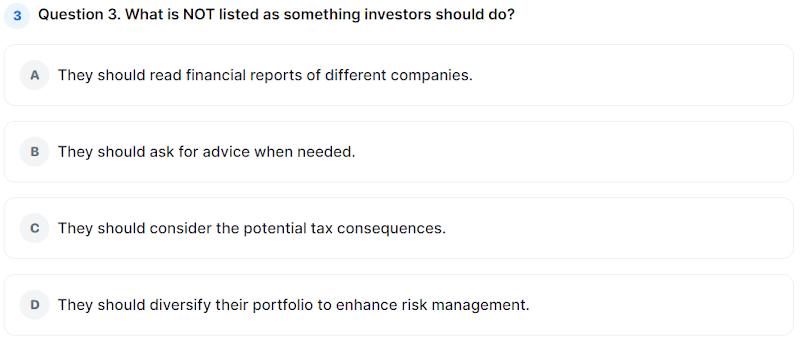 3 Question 3. What is NOT listed as something investors should do?
A They should read financial reports of different companies.
B They should ask for advice when needed.
C They should consider the potential tax consequences.
D They should diversify their portfolio to enhance risk management.